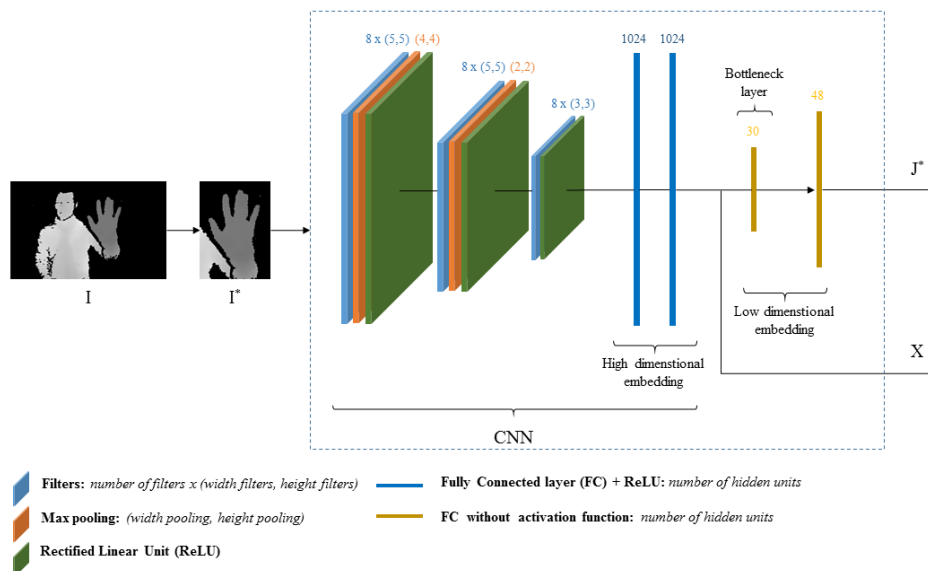 8 x (5,5) (4,4)
8 x (5,5) (2,2)
8 x (3,3)
1024 1024
Bottleneck
layer
30
48
J*
I
I*
High dimenstional
embedding
Low dimenstional
embedding
X
CNN
Filters: number of filters x (width filters, height filters)
Max pooling: (width pooling, height pooling)
Rectified Linear Unit (ReLU)
Fully Connected layer (FC) + ReLU: number of hidden units
FC without activation function: number of hidden units